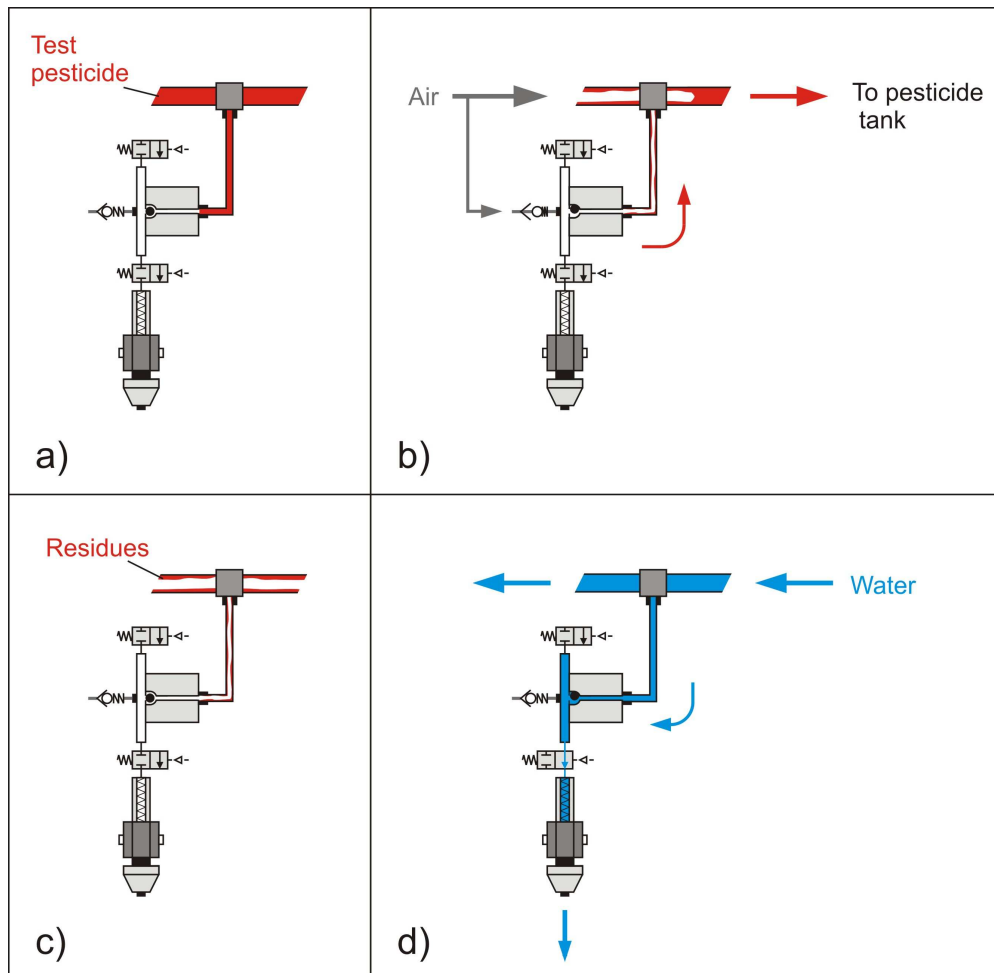 Test
pesticide
a)
Air
To pesticide
tank
b)
Residues
c)
Water
d)